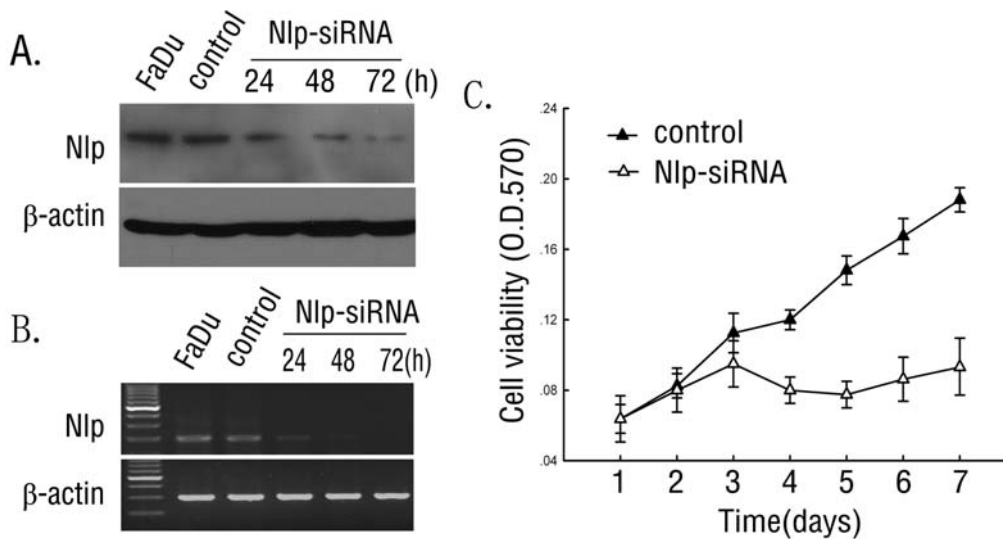 A.
FaDu
control
Nlp-siRNA
24 48 72 (h)
Nlp
β-actin
B.
FaDu
control
Nlp-siRNA
24 48 72(h)
Nlp
β-actin
C.
control
Nlp-siRNA
Cell viability (O.D.570)
.20
.16
.12
.08
.04
1 2 3 4 5 6 7
Time(days)